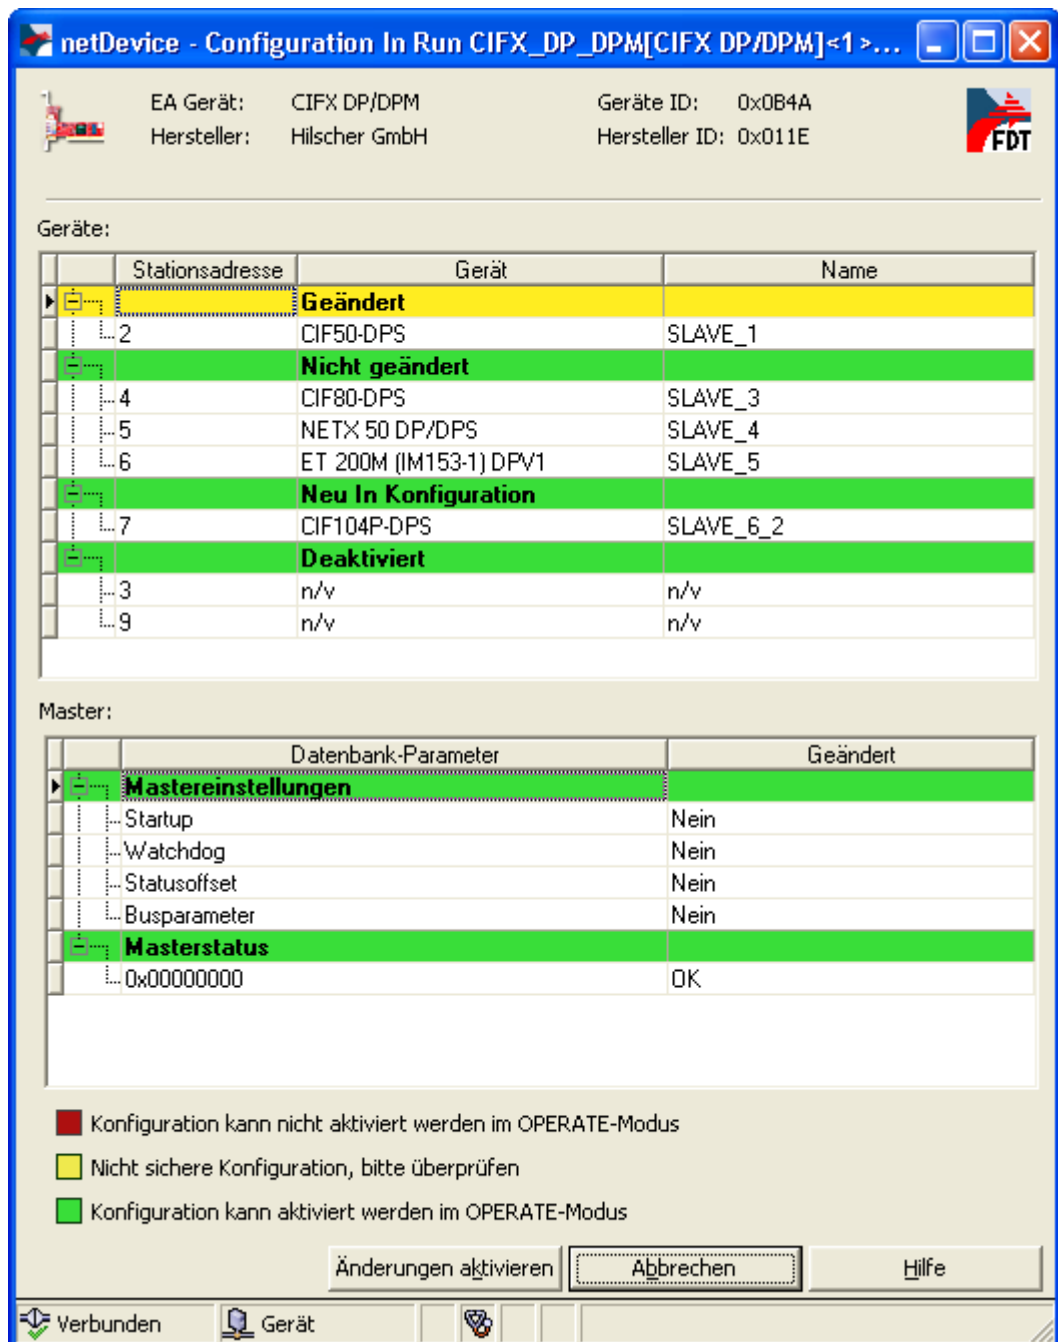 netDevice - Configuration In Run CIFX_DP_DPM[CIFX DP/DPM]<1>...
EA Gerät: CIFX DP/DPM Geräte ID: 0x0B4A
Hersteller: Hilscher GmbH Hersteller ID: 0x011E
FDT
Geräte:
Stationsadresse Gerät Name
Geändert
2 CIF50-DPS SLAVE_1
Nicht geändert
4 CIF80-DPS SLAVE_3
5 NETX 50 DP/DPS SLAVE_4
6 ET 200M (IM153-1) DPV1 SLAVE_5
Neu In Konfiguration
7 CIF104P-DPS SLAVE_6_2
Deaktiviert
3 n/v n/v
9 n/v n/v
Master:
Datenbank-Parameter Geändert
Mastereinstellungen
Startup Nein
Watchdog Nein
Statusoffset Nein
Busparameter Nein
Masterstatus
0x00000000 OK
Konfiguration kann nicht aktiviert werden im OPERATE-Modus
Nicht sichere Konfiguration, bitte überprüfen
Konfiguration kann aktiviert werden im OPERATE-Modus
Änderungen aktivieren Abbrechen Hilfe
Verbunden Gerät